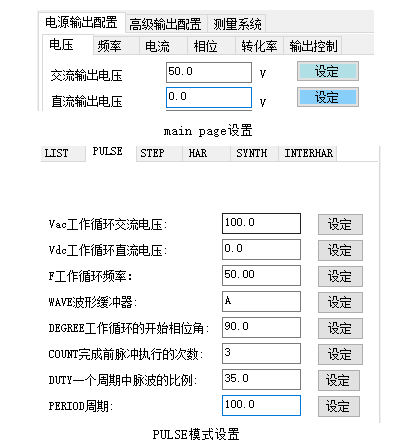 电源输出配置 高级输出配置 测量系统
电压 频率 电流 相位 转化率 输出控制
交流输出电压 50.0 V 设定
直流输出电压 0.0 V 设定
main page设置
LIST PULSE STEP HAR SYNTH INTERHAR
Vac工作循环交流电压: 100.0 设定
Vdc工作循环直流电压: 0.0 设定
F工作循环频率: 50.00 设定
WAVE波形缓冲器: A 设定
DEGREE工作循环的开始相位角: 90.0 设定
COUNT完成前脉冲执行的次数: 3 设定
DUTY一个周期中脉波的比例: 35.0 设定
PERIOD周期: 100.0 设定
PULSE模式设置